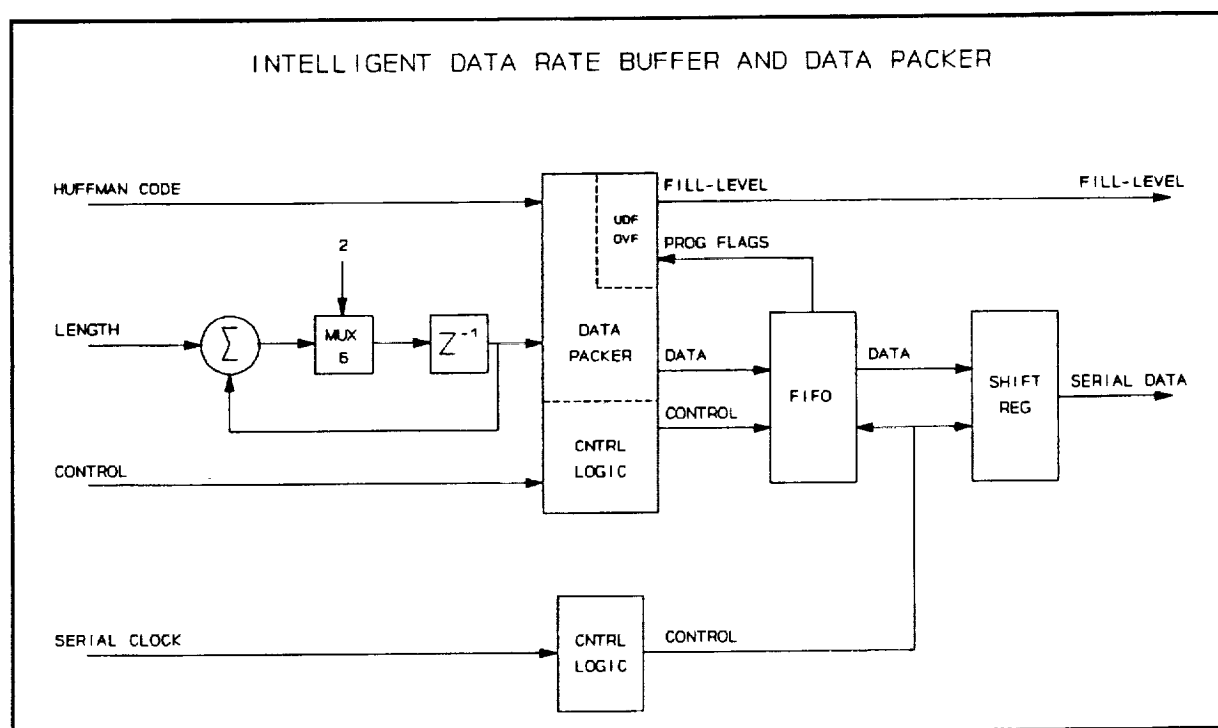 INTELLIGENT DATA RATE BUFFER AND DATA PACKER
HUFFMAN CODE
FILL-LEVEL
FILL-LEVEL
UDF
OVF
PROG FLAGS
2
LENGTH
Σ
MUX
6
Z⁻¹
DATA
PACKER
DATA
CONTROL
FIFO
DATA
SHIFT
REG
SERIAL DATA
CONTROL
CNTRL
LOGIC
SERIAL CLOCK
CNTRL
LOGIC
CONTROL